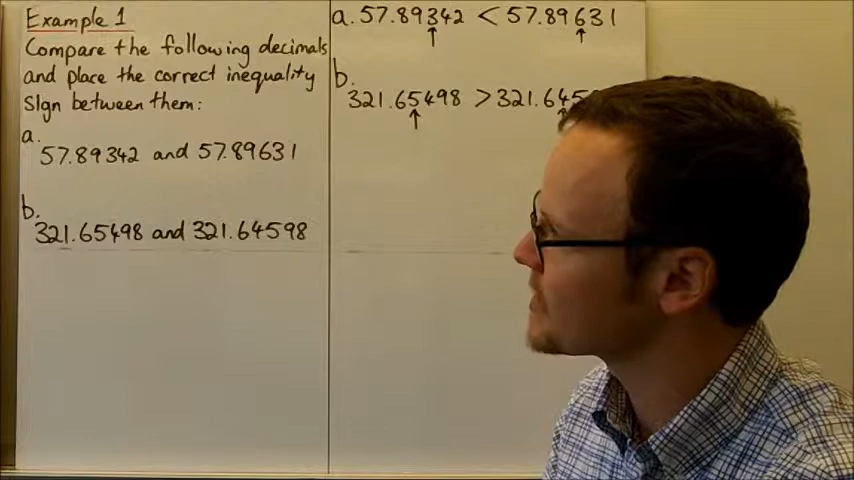 Example 1
Compare the following decimals
and place the correct inequality
sign between them:
a.
57.89342 and 57.89631
b.
321.65498 and 321.64598
a. 57.89342 < 57.89631
↑ ↑
b.
321.65498 > 321.645
↑ ↑